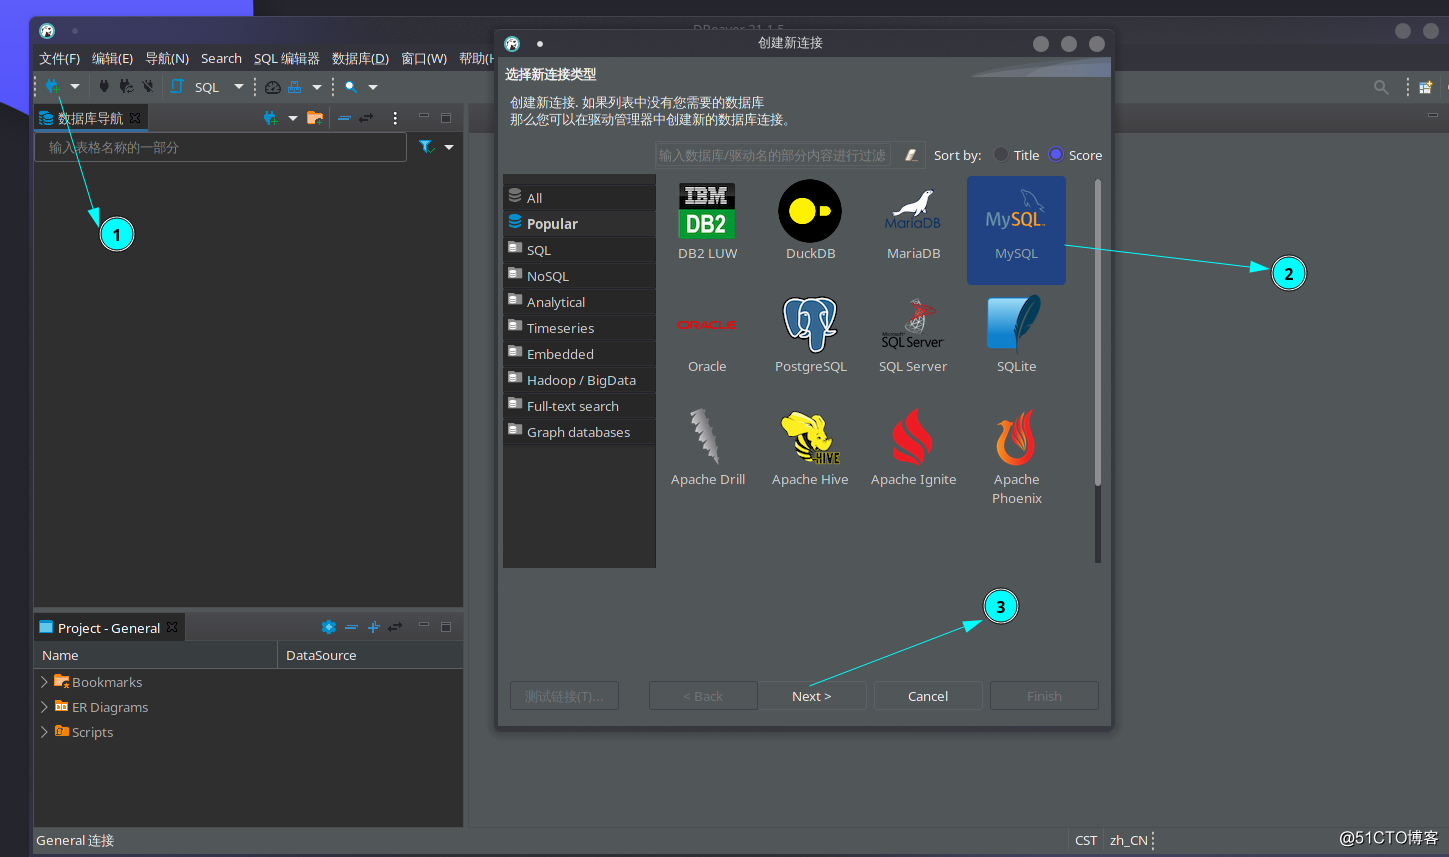 DBeaver 21.1.5
文件(F) 编辑(E) 导航(N) Search SQL 编辑器 数据库(D) 窗口(W) 帮助(H
SQL
数据库导航
输入表格名称的一部分
1
创建新连接
选择新连接类型
创建新连接. 如果列表中没有您需要的数据库
那么您可以在驱动管理器中创建新的数据库连接。
输入数据库/驱动名的部分内容进行过滤
Sort by: Title Score
All
Popular
SQL
NoSQL
Analytical
Timeseries
Embedded
Hadoop / BigData
Full-text search
Graph databases
IBM
DB2
DB2 LUW
DuckDB
MariaDB
MariaDB
MySQL
MySQL
2
ORACLE
Oracle
PostgreSQL
Microsoft
SQL Server
SQL Server
SQLite
Apache Drill
HIVE
Apache Hive
Apache Ignite
Apache
Phoenix
3
测试链接(T)...
< Back
Next >
Cancel
Finish
Project - General
Name DataSource
Bookmarks
ER Diagrams
Scripts
General 连接
CST
zh_CN
@51CTO博客